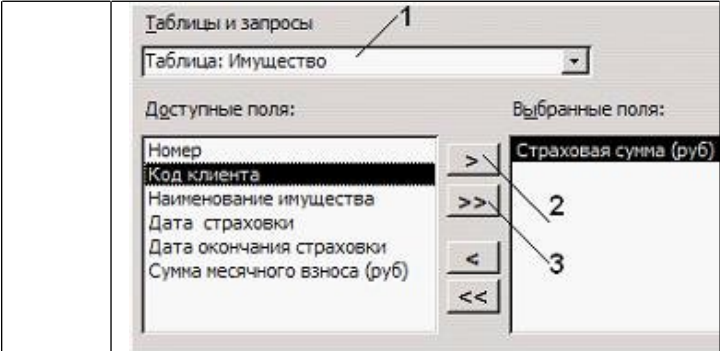 Таблицы и запросы
1
Таблица: Имущество
Доступные поля:
Выбранные поля:
Номер
Код клиента
Наименование имущества
Дата страховки
Дата окончания страховки
Сумма месячного взноса (руб)
>
>>
<
<<
Страховая сумма (руб)
2
3